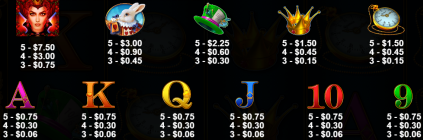 5 - $7.50
4 - $3.00
3 - $0.75
5 - $3.00
4 - $0.90
3 - $0.45
5 - $2.25
4 - $0.60
3 - $0.30
5 - $1.50
4 - $0.45
3 - $0.15
5 - $1.50
4 - $0.45
3 - $0.15
A
5 - $0.75
4 - $0.30
3 - $0.06
K
5 - $0.75
4 - $0.30
3 - $0.06
Q
5 - $0.75
4 - $0.30
3 - $0.06
J
5 - $0.75
4 - $0.30
3 - $0.06
10
5 - $0.75
4 - $0.30
3 - $0.06
9
5 - $0.75
4 - $0.30
3 - $0.06